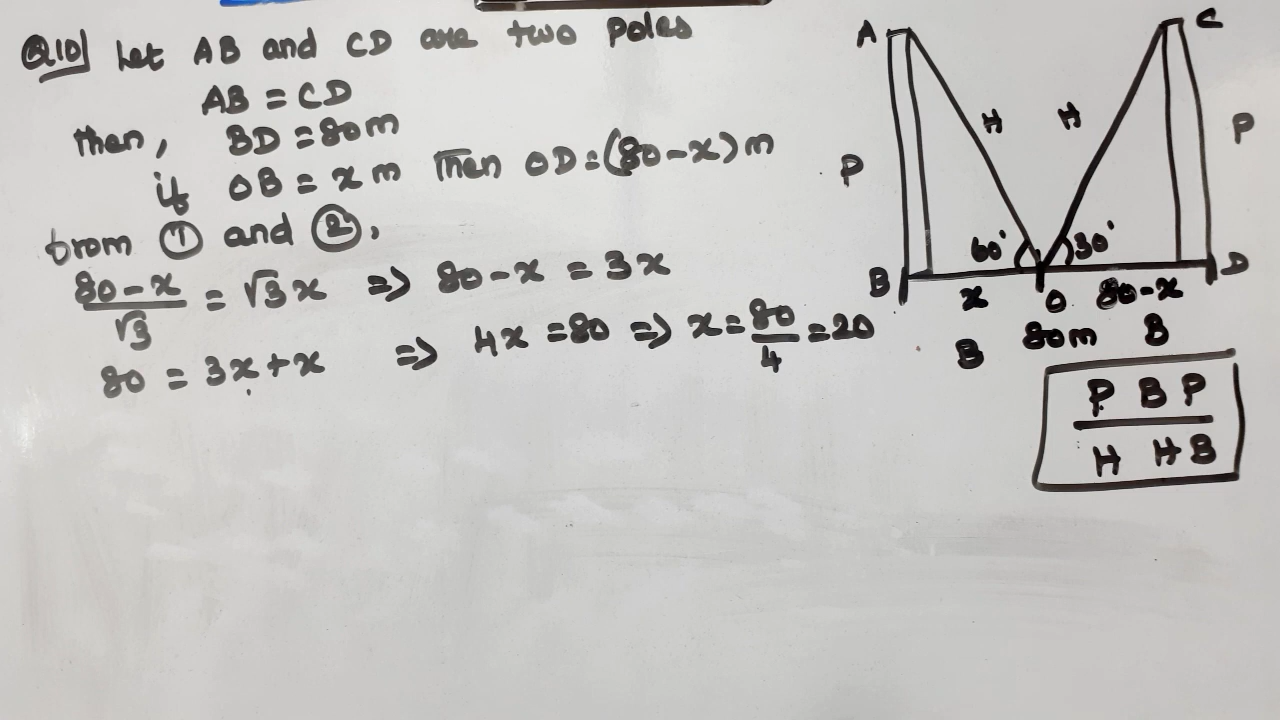 Q10) Let AB and CD are two poles
AB = CD
then, BD = 80m
if OB = x m Then OD = (80-x) m
from ① and ②,
80-x/√3 = √3x => 80-x = 3x
80 = 3x+x => 4x = 80 => x = 80/4 = 20
A C
H H
P P
60° 30°
B x O 80-x D
B 80m B
P B P
H H B